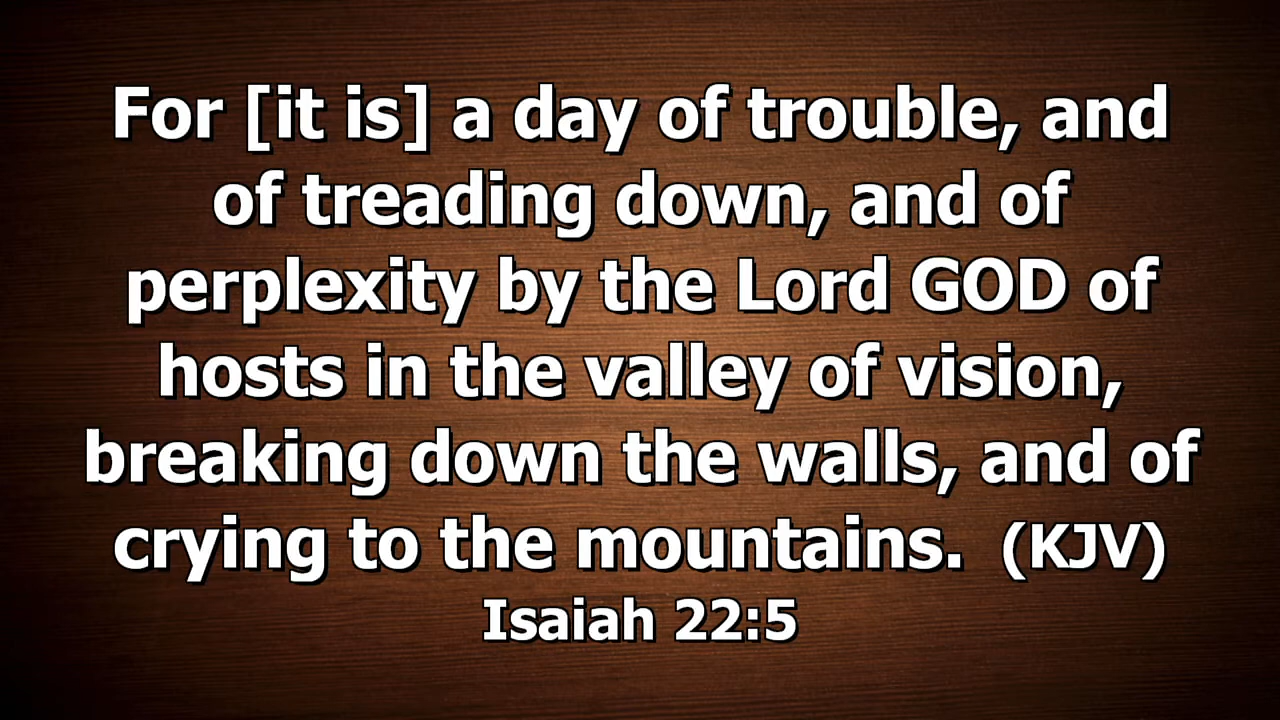 For [it is] a day of trouble, and
of treading down, and of
perplexity by the Lord GOD of
hosts in the valley of vision,
breaking down the walls, and of
crying to the mountains. (KJV)
Isaiah 22:5